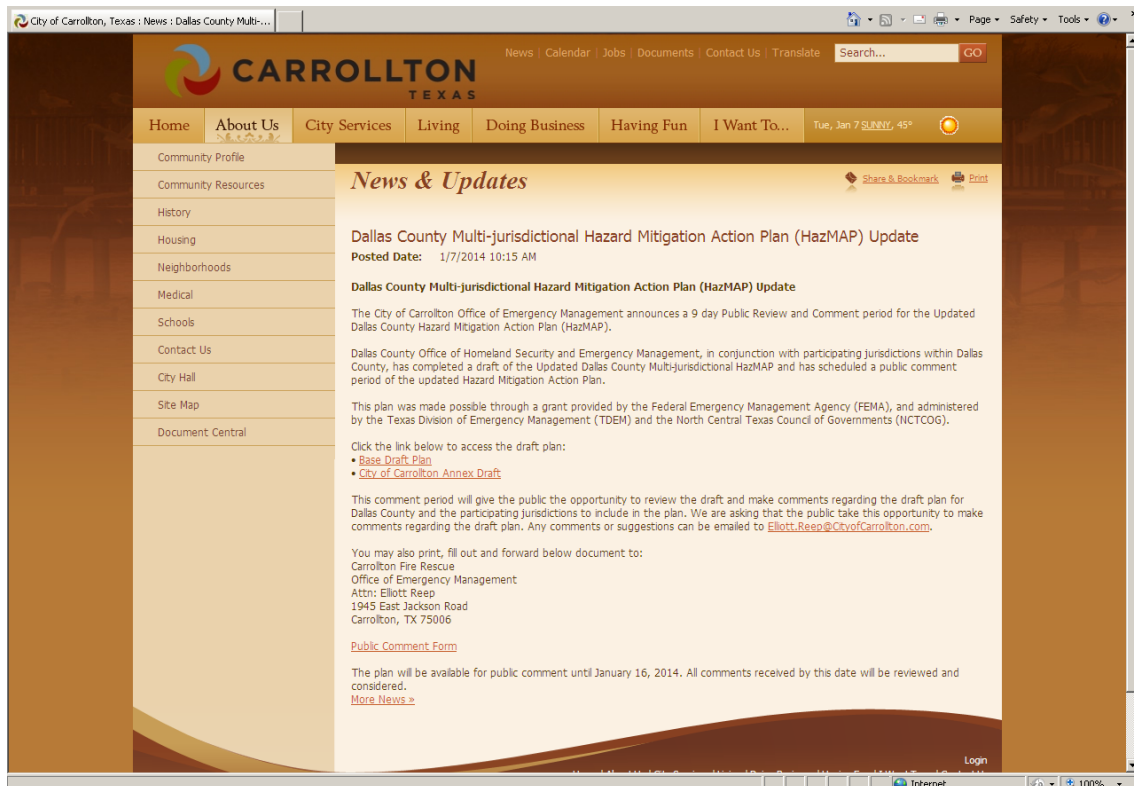 City of Carrollton, Texas : News : Dallas County Multi-...
Page
Safety
Tools
CARROLLTON
TEXAS
News | Calendar | Jobs | Documents | Contact Us | Translate
Search...
GO
Home
About Us
City Services
Living
Doing Business
Having Fun
I Want To...
Tue, Jan 7 SUNNY, 45°
Community Profile
Community Resources
History
Housing
Neighborhoods
Medical
Schools
Contact Us
City Hall
Site Map
Document Central
News & Updates
Share & Bookmark
Print
Dallas County Multi-jurisdictional Hazard Mitigation Action Plan (HazMAP) Update
Posted Date: 1/7/2014 10:15 AM
Dallas County Multi-jurisdictional Hazard Mitigation Action Plan (HazMAP) Update
The City of Carrollton Office of Emergency Management announces a 9 day Public Review and Comment period for the Updated
Dallas County Hazard Mitigation Action Plan (HazMAP).
Dallas County Office of Homeland Security and Emergency Management, in conjunction with participating jurisdictions within Dallas
County, has completed a draft of the Updated Dallas County Multi-Jurisdictional HazMAP and has scheduled a public comment
period of the updated Hazard Mitigation Action Plan.
This plan was made possible through a grant provided by the Federal Emergency Management Agency (FEMA), and administered
by the Texas Division of Emergency Management (TDEM) and the North Central Texas Council of Governments (NCTCOG).
Click the link below to access the draft plan:
• Base Draft Plan
• City of Carrollton Annex Draft
This comment period will give the public the opportunity to review the draft and make comments regarding the draft plan for
Dallas County and the participating jurisdictions to include in the plan. We are asking that the public take this opportunity to make
comments regarding the draft plan. Any comments or suggestions can be emailed to Elliott.Reep@CityofCarrollton.com.
You may also print, fill out and forward below document to:
Carrollton Fire Rescue
Office of Emergency Management
Attn: Elliott Reep
1945 East Jackson Road
Carrollton, TX 75006
Public Comment Form
The plan will be available for public comment until January 16, 2014. All comments received by this date will be reviewed and
considered.
More News »
Login
Internet
100%